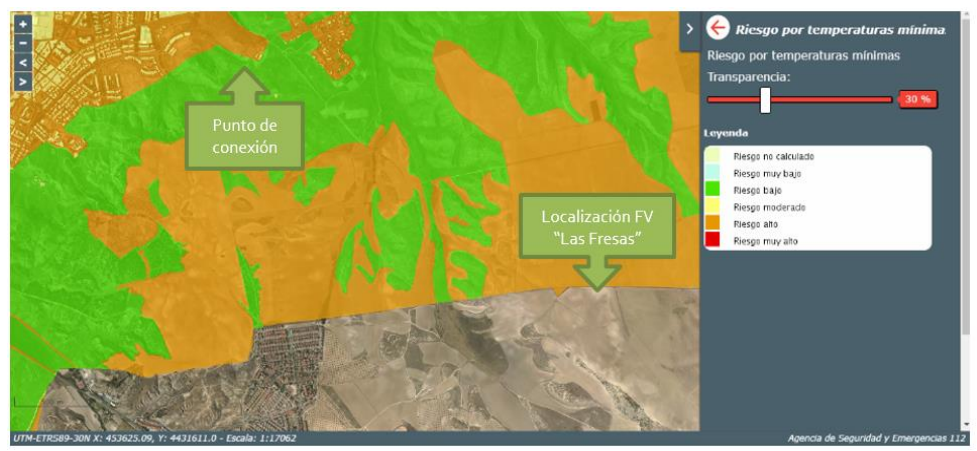 +
−
<
>
>
Riesgo por temperaturas mínima
Riesgo por temperaturas mínimas
Transparencia:
30 %
Leyenda
Riesgo no calculado
Riesgo muy bajo
Riesgo bajo
Riesgo moderado
Riesgo alto
Riesgo muy alto
Punto de
conexión
Localización FV
“Las Fresas”
UTM-ETRS89-30N X: 453625.09, Y: 4431611.0 - Escala: 1:17062
Agencia de Seguridad y Emergencias 112